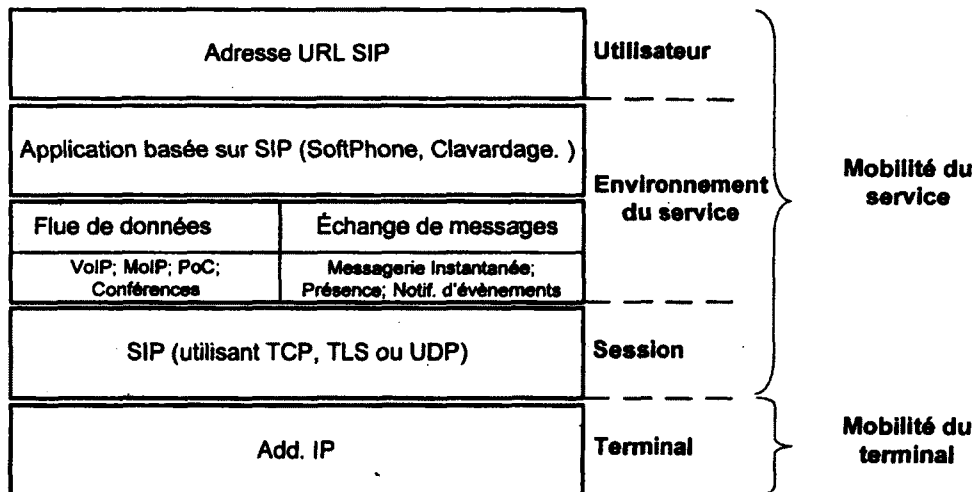 Adresse URL SIP
Utilisateur
Application basée sur SIP (SoftPhone, Clavardage. )
Environnement
du service
Flue de données
Échange de messages
VoIP; MoIP; PoC;
Conférences
Messagerie Instantanée;
Présence; Notif. d'évènements
SIP (utilisant TCP, TLS ou UDP)
Session
Add. IP
Terminal
Mobilité du
service
Mobilité du
terminal